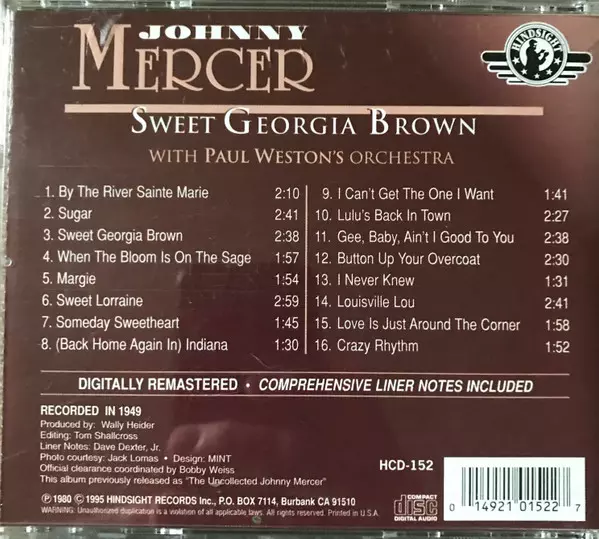 JOHNNY
MERCER
HINDSIGHT
SWEET GEORGIA BROWN
WITH PAUL WESTON'S ORCHESTRA
1. By The River Sainte Marie 2:10
2. Sugar 2:41
3. Sweet Georgia Brown 2:38
4. When The Bloom Is On The Sage 1:57
5. Margie 1:54
6. Sweet Lorraine 2:59
7. Someday Sweetheart 1:45
8. (Back Home Again In) Indiana 1:30
9. I Can't Get The One I Want 1:41
10. Lulu's Back In Town 2:27
11. Gee, Baby, Ain't I Good To You 2:38
12. Button Up Your Overcoat 2:30
13. I Never Knew 1:31
14. Louisville Lou 2:41
15. Love Is Just Around The Corner 1:58
16. Crazy Rhythm 1:52
DIGITALLY REMASTERED • COMPREHENSIVE LINER NOTES INCLUDED
RECORDED IN 1949
Produced by: Wally Heider
Editing: Tom Shallcross
Liner Notes: Dave Dexter, Jr.
Photo courtesy: Jack Lomas • Design: MINT
Official clearance coordinated by Bobby Weiss
This album previously released as "The Uncollected Johnny Mercer"
℗ 1980 © 1995 HINDSIGHT RECORDS Inc., P.O. BOX 7114, Burbank CA 91510
WARNING: Unauthorized duplication is a violation of applicable laws. All rights reserved. Printed in U.S.A.
HCD-152
COMPACT
disc
DIGITAL AUDIO
0 14921 01522 7